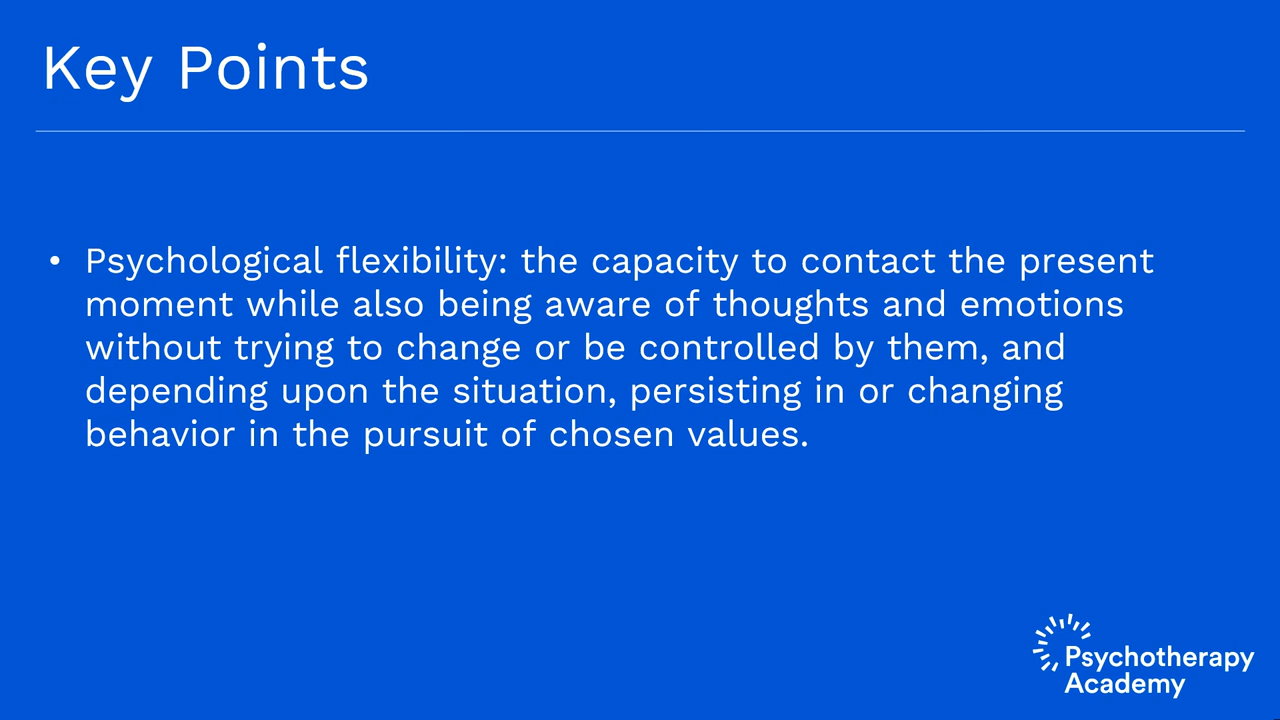 Key Points
• Psychological flexibility: the capacity to contact the present
moment while also being aware of thoughts and emotions
without trying to change or be controlled by them, and
depending upon the situation, persisting in or changing
behavior in the pursuit of chosen values.
Psychotherapy
Academy